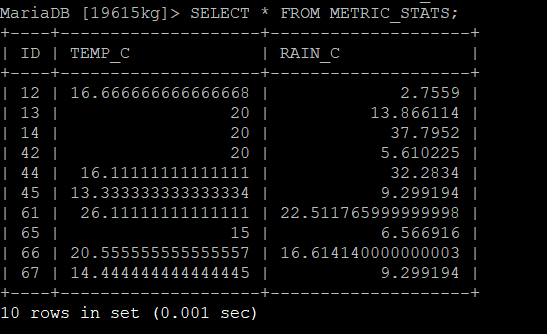 MariaDB [19615kg]> SELECT * FROM METRIC_STATS;
+----+--------------------+--------------------+
| ID | TEMP_C             | RAIN_C             |
+----+--------------------+--------------------+
| 12 | 16.666666666666668 |             2.7559 |
| 13 |                 20 |          13.866114 |
| 14 |                 20 |            37.7952 |
| 42 |                 20 |           5.610225 |
| 44 |  16.11111111111111 |            32.2834 |
| 45 | 13.333333333333334 |           9.299194 |
| 61 |  26.11111111111111 | 22.511765999999998 |
| 65 |                 15 |           6.566916 |
| 66 | 20.555555555555557 | 16.614140000000003 |
| 67 | 14.444444444444445 |           9.299194 |
+----+--------------------+--------------------+
10 rows in set (0.001 sec)